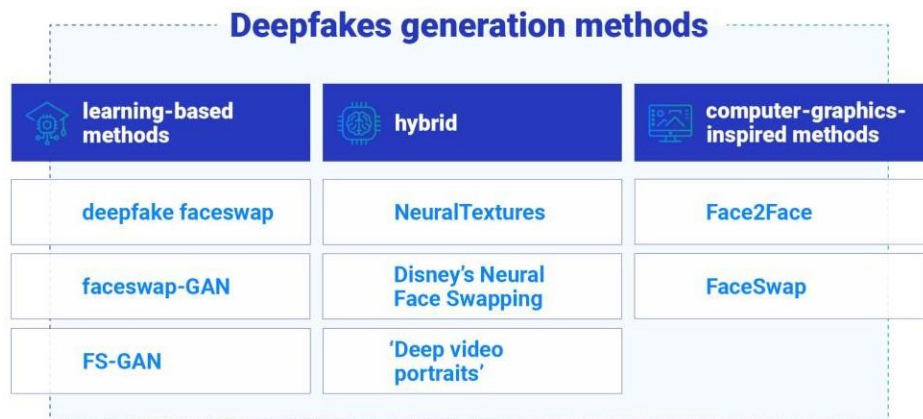 Deepfakes generation methods
learning-based
methods
hybrid
computer-graphics-
inspired methods
deepfake faceswap
NeuralTextures
Face2Face
faceswap-GAN
Disney's Neural
Face Swapping
FaceSwap
FS-GAN
‘Deep video
portraits’